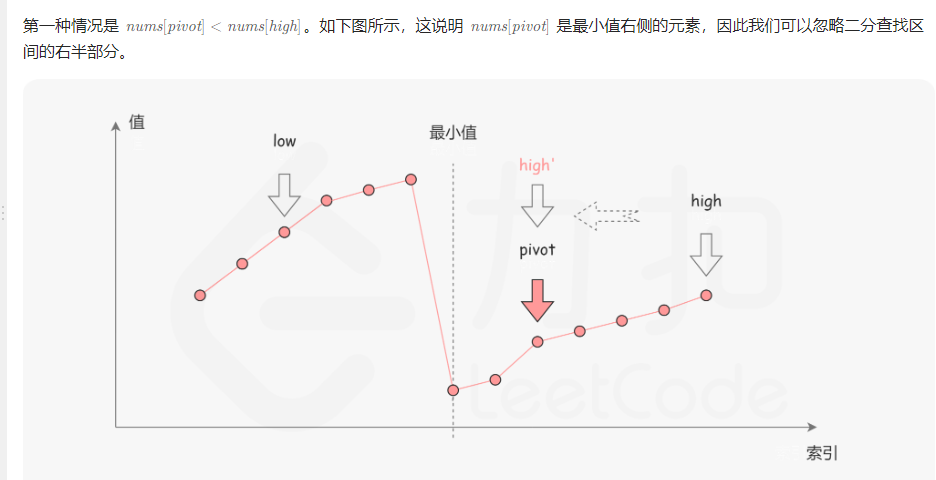 第一种情况是 nums[pivot] < nums[high]。如下图所示，这说明 nums[pivot] 是最小值右侧的元素，因此我们可以忽略二分查找区
间的右半部分。
值
low
最小值
high'
high
pivot
力扣
LeetCode
索引